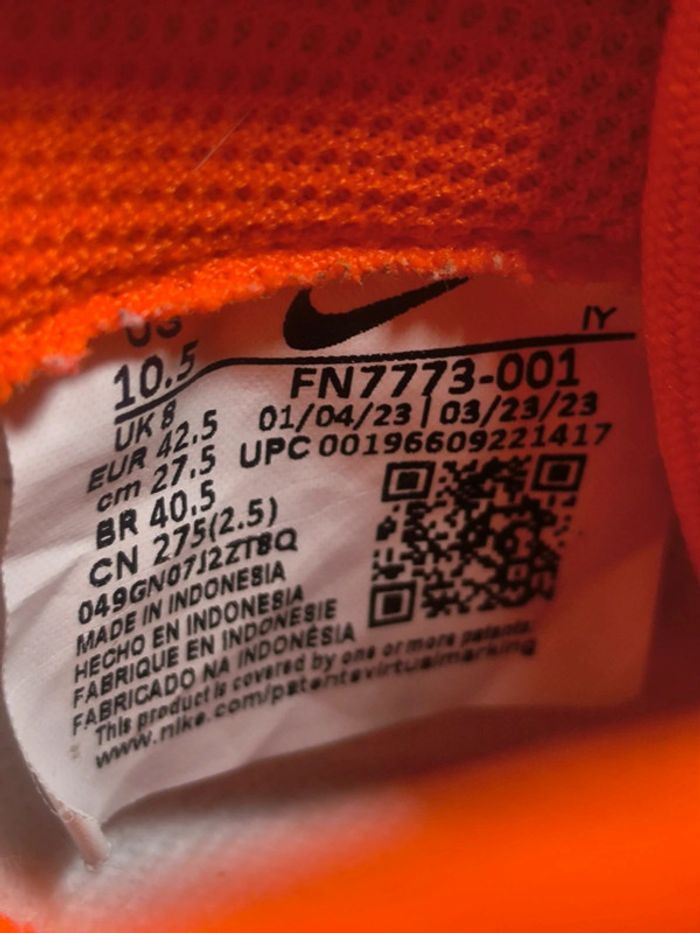 US
10.5
UK 8
EUR 42.5
cm 27.5
BR 40.5
CN 275(2.5)
049GN07J2ZT8Q
MADE IN INDONESIA
HECHO EN INDONESIA
FABRIQUE EN INDONESIE
FABRICADO NA INDONÉSIA
This product is covered by one or more patents.
www.nike.com/patentsvirtualmarking
IY
FN7773-001
01/04/23 | 03/23/23
UPC 00196609221417